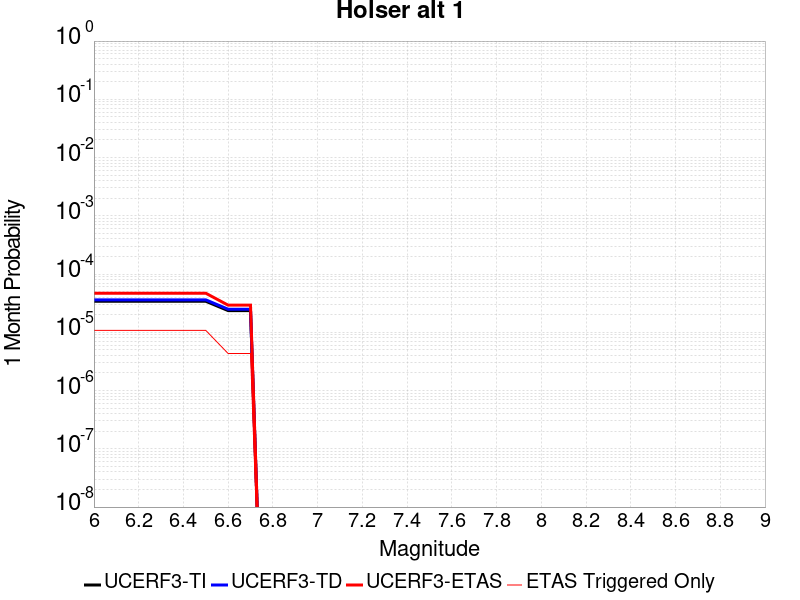 Holser alt 1
1 Month Probability
10^0
10^-1
10^-2
10^-3
10^-4
10^-5
10^-6
10^-7
10^-8
6 6.2 6.4 6.6 6.8 7 7.2 7.4 7.6 7.8 8 8.2 8.4 8.6 8.8 9
Magnitude
UCERF3-TI UCERF3-TD UCERF3-ETAS ETAS Triggered Only